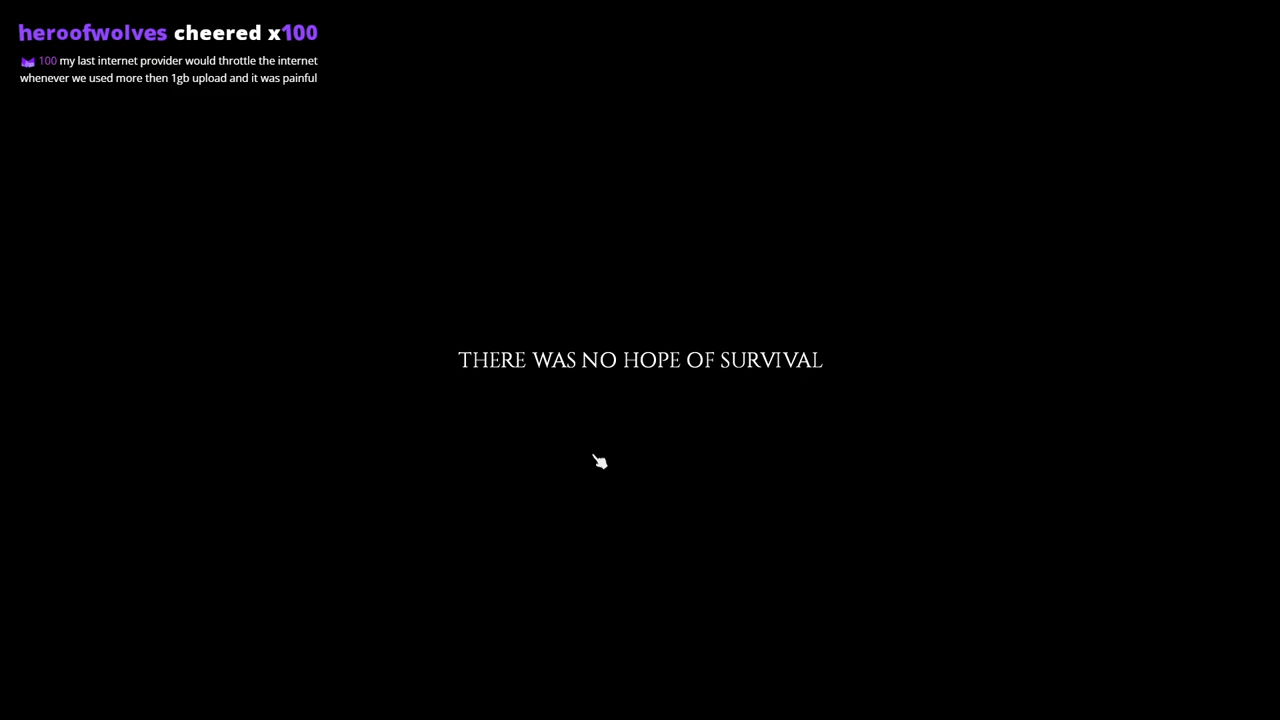 heroofwolves cheered x100
100 my last internet provider would throttle the internet
whenever we used more then 1gb upload and it was painful
THERE WAS NO HOPE OF SURVIVAL